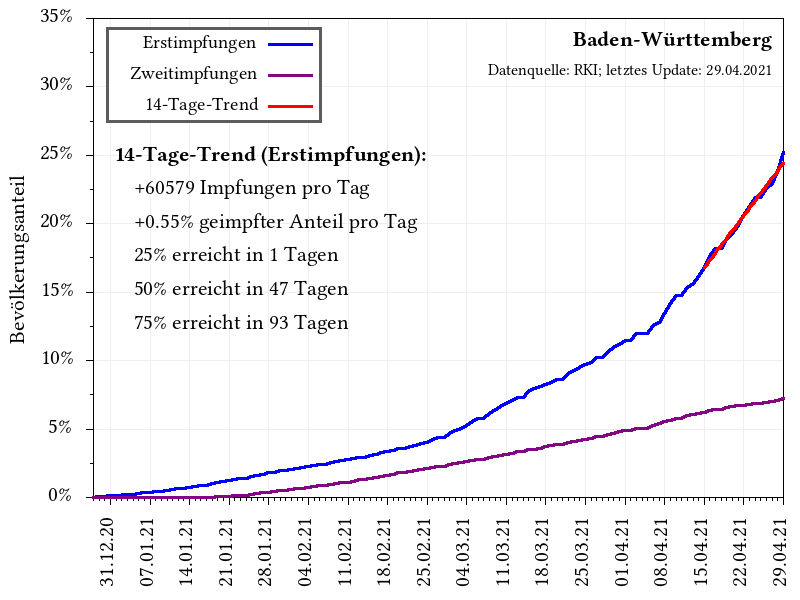 35%
30%
25%
20%
15%
10%
5%
0%
Bevölkerungsanteil
Erstimpfungen
Zweitimpfungen
14-Tage-Trend
Baden-Württemberg
Datenquelle: RKI; letztes Update: 29.04.2021
14-Tage-Trend (Erstimpfungen):
+60579 Impfungen pro Tag
+0.55% geimpfter Anteil pro Tag
25% erreicht in 1 Tagen
50% erreicht in 47 Tagen
75% erreicht in 93 Tagen
31.12.20
07.01.21
14.01.21
21.01.21
28.01.21
04.02.21
11.02.21
18.02.21
25.02.21
04.03.21
11.03.21
18.03.21
25.03.21
01.04.21
08.04.21
15.04.21
22.04.21
29.04.21